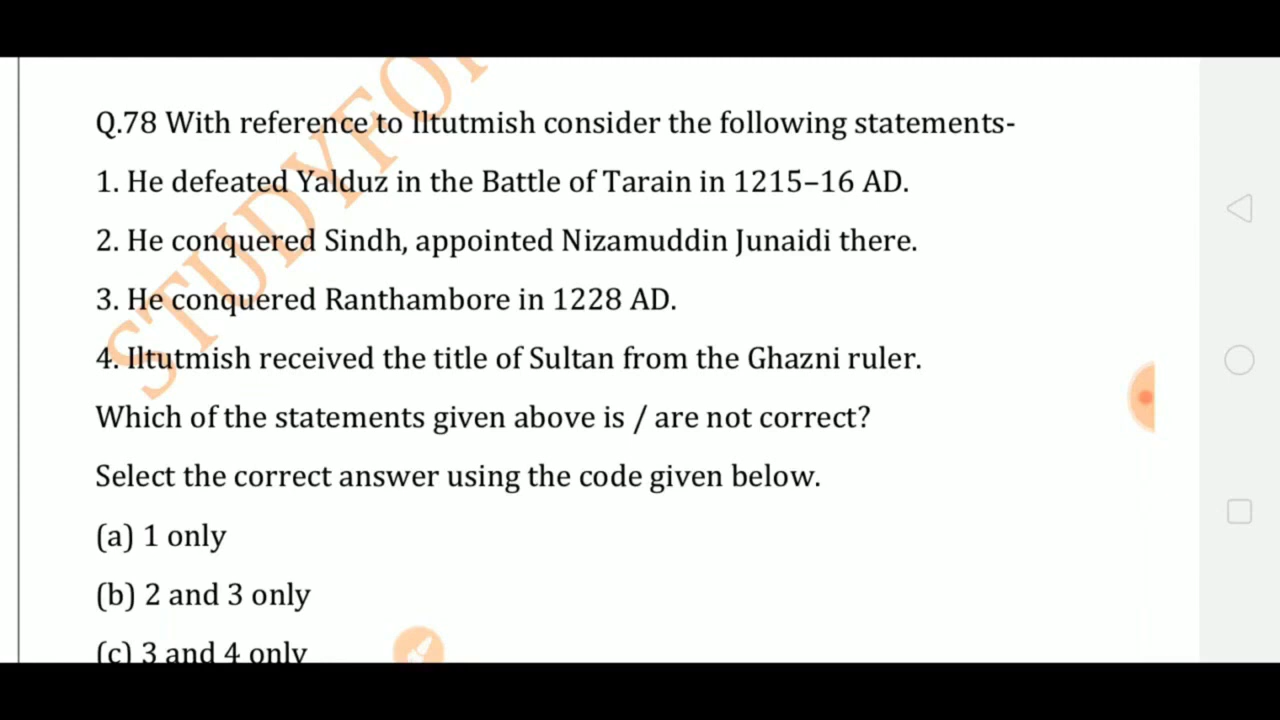 Q.78 With reference to Iltutmish consider the following statements-
1. He defeated Yalduz in the Battle of Tarain in 1215–16 AD.
2. He conquered Sindh, appointed Nizamuddin Junaidi there.
3. He conquered Ranthambore in 1228 AD.
4. Iltutmish received the title of Sultan from the Ghazni ruler.
Which of the statements given above is / are not correct?
Select the correct answer using the code given below.
(a) 1 only
(b) 2 and 3 only
(c) 3 and 4 only
STUDYFOR